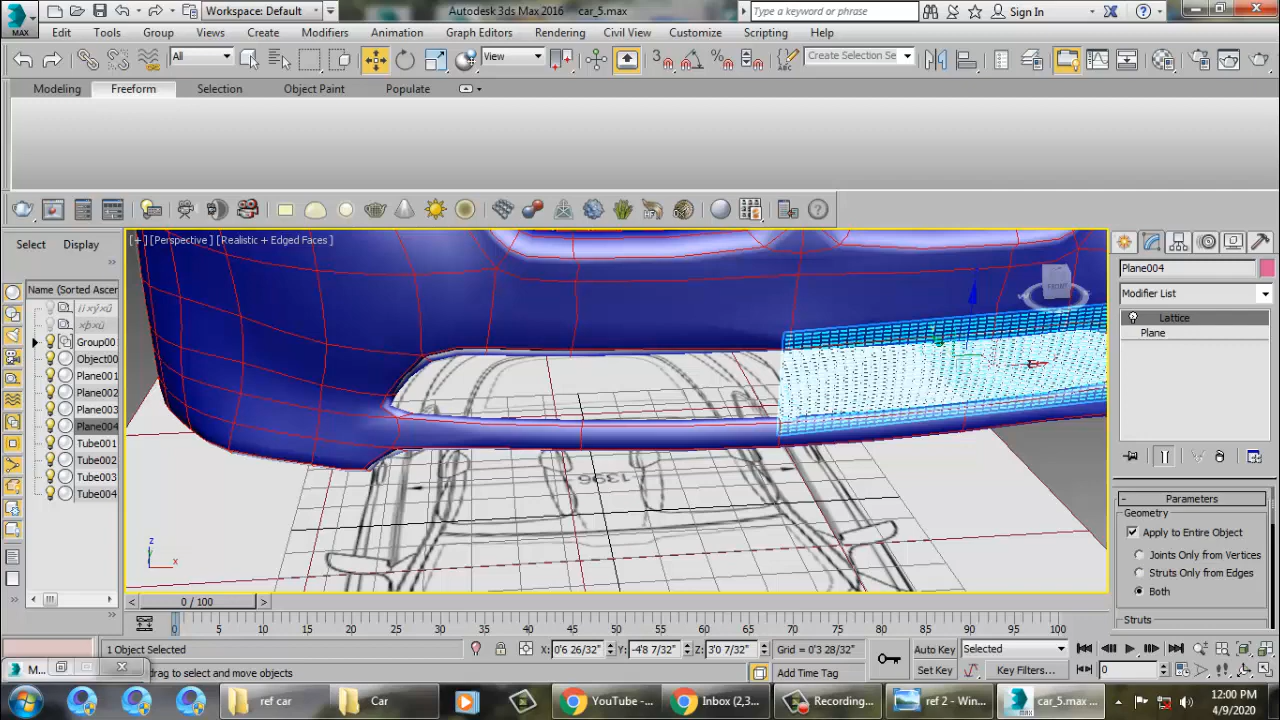 MAX
Workspace: Default
Autodesk 3ds Max 2016 car_5.max
Type a keyword or phrase
Sign In
Edit Tools Group Views Create Modifiers Animation Graph Editors Rendering Civil View Customize Scripting Help
All
View
Create Selection Se
Modeling Freeform Selection Object Paint Populate
Select Display
Name (Sorted Ascer
Group00
Object00
Plane001
Plane002
Plane003
Plane004
Tube001
Tube002
Tube003
Tube004
[+] [Perspective] [Realistic + Edged Faces]
FRONT
1396
z
x
Plane004
Modifier List
Lattice
Plane
Parameters
Geometry
Apply to Entire Object
Joints Only from Vertices
Struts Only from Edges
Both
Struts
0 / 100
0 5 10 15 20 25 30 35 40 45 50 55 60 65 70 75 80 85 90 95 100
1 Object Selected
X: 0'6 26/32" Y: -4'8 7/32" Z: 3'0 7/32" Grid = 0'3 28/32"
Auto Key Selected
M...
drag to select and move objects
Add Time Tag
Set Key Key Filters...
0
ref car
Car
YouTube -...
Inbox (2,3...
Recording...
ref 2 - Win...
car_5.max ...
12:00 PM
4/9/2020